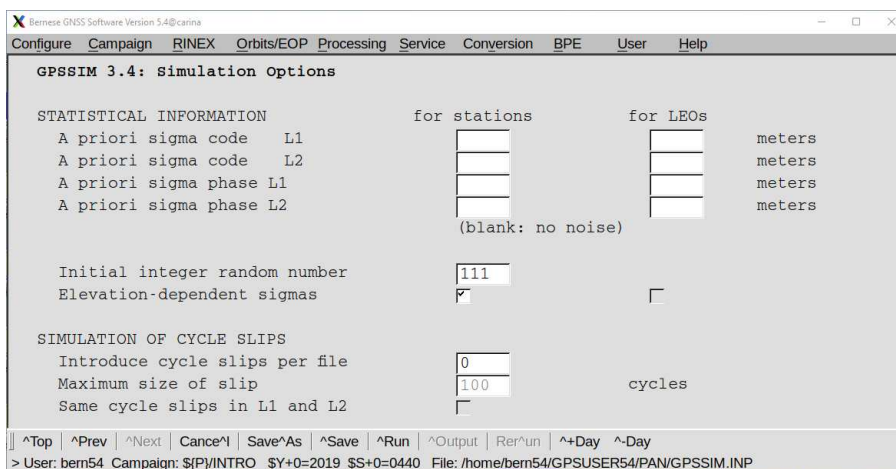 Bernese GNSS Software Version 5.4@carina
Configure Campaign RINEX Orbits/EOP Processing Service Conversion BPE User Help
GPSSIM 3.4: Simulation Options
STATISTICAL INFORMATION for stations for LEOs
A priori sigma code L1 meters
A priori sigma code L2 meters
A priori sigma phase L1 meters
A priori sigma phase L2 meters
(blank: no noise)
Initial integer random number 111
Elevation-dependent sigmas
SIMULATION OF CYCLE SLIPS
Introduce cycle slips per file 0
Maximum size of slip 100 cycles
Same cycle slips in L1 and L2
^Top ^Prev ^Next Cance^l Save^As ^Save ^Run ^Output Rer^un ^+Day ^-Day
> User: bern54 Campaign: ${P}/INTRO $Y+0=2019 $S+0=0440 File: /home/bern54/GPSUSER54/PAN/GPSSIM.INP